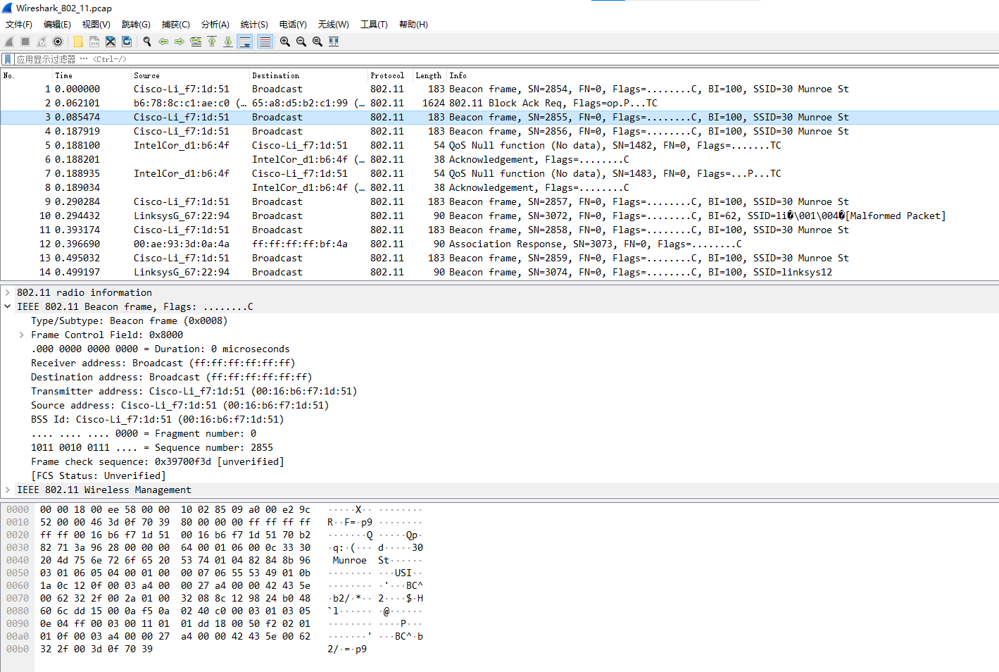 Wireshark_802_11.pcap
文件(F) 编辑(E) 视图(V) 跳转(G) 捕获(C) 分析(A) 统计(S) 电话(Y) 无线(W) 工具(T) 帮助(H)
应用显示过滤器 … <Ctrl-/>
No. Time Source Destination Protocol Length Info
1 0.000000 Cisco-Li_f7:1d:51 Broadcast 802.11 183 Beacon frame, SN=2854, FN=0, Flags=........C, BI=100, SSID=30 Munroe St
2 0.062101 b6:78:8c:c1:ae:c0 (… 65:a8:d5:b2:c1:99 (… 802.11 1624 802.11 Block Ack Req, Flags=op.P...TC
3 0.085474 Cisco-Li_f7:1d:51 Broadcast 802.11 183 Beacon frame, SN=2855, FN=0, Flags=........C, BI=100, SSID=30 Munroe St
4 0.187919 Cisco-Li_f7:1d:51 Broadcast 802.11 183 Beacon frame, SN=2856, FN=0, Flags=........C, BI=100, SSID=30 Munroe St
5 0.188100 IntelCor_d1:b6:4f Cisco-Li_f7:1d:51 802.11 54 QoS Null function (No data), SN=1482, FN=0, Flags=.......TC
6 0.188201 IntelCor_d1:b6:4f (… 802.11 38 Acknowledgement, Flags=........C
7 0.188935 IntelCor_d1:b6:4f Cisco-Li_f7:1d:51 802.11 54 QoS Null function (No data), SN=1483, FN=0, Flags=...P...TC
8 0.189034 IntelCor_d1:b6:4f (… 802.11 38 Acknowledgement, Flags=........C
9 0.290284 Cisco-Li_f7:1d:51 Broadcast 802.11 183 Beacon frame, SN=2857, FN=0, Flags=........C, BI=100, SSID=30 Munroe St
10 0.294432 LinksysG_67:22:94 Broadcast 802.11 90 Beacon frame, SN=3072, FN=0, Flags=........C, BI=62, SSID=li�\001\004�[Malformed Packet]
11 0.393174 Cisco-Li_f7:1d:51 Broadcast 802.11 183 Beacon frame, SN=2858, FN=0, Flags=........C, BI=100, SSID=30 Munroe St
12 0.396690 00:ae:93:3d:0a:4a ff:ff:ff:ff:bf:4a 802.11 90 Association Response, SN=3073, FN=0, Flags=........C
13 0.495032 Cisco-Li_f7:1d:51 Broadcast 802.11 183 Beacon frame, SN=2859, FN=0, Flags=........C, BI=100, SSID=30 Munroe St
14 0.499197 LinksysG_67:22:94 Broadcast 802.11 90 Beacon frame, SN=3074, FN=0, Flags=........C, BI=100, SSID=linksys12
802.11 radio information
IEEE 802.11 Beacon frame, Flags: ........C
Type/Subtype: Beacon frame (0x0008)
Frame Control Field: 0x8000
.000 0000 0000 0000 = Duration: 0 microseconds
Receiver address: Broadcast (ff:ff:ff:ff:ff:ff)
Destination address: Broadcast (ff:ff:ff:ff:ff:ff)
Transmitter address: Cisco-Li_f7:1d:51 (00:16:b6:f7:1d:51)
Source address: Cisco-Li_f7:1d:51 (00:16:b6:f7:1d:51)
BSS Id: Cisco-Li_f7:1d:51 (00:16:b6:f7:1d:51)
.... .... .... 0000 = Fragment number: 0
1011 0010 0111 .... = Sequence number: 2855
Frame check sequence: 0x39700f3d [unverified]
[FCS Status: Unverified]
IEEE 802.11 Wireless Management
0000 00 00 18 00 ee 58 00 00 10 02 85 09 a0 00 e2 9c ·····X·· ········
0010 52 00 00 46 3d 0f 70 39 80 00 00 00 ff ff ff ff R··F=·p9 ········
0020 ff ff 00 16 b6 f7 1d 51 00 16 b6 f7 1d 51 70 b2 ·······Q ·····Qp·
0030 82 71 3a 96 28 00 00 00 64 00 01 06 00 0c 33 30 ·q:·(··· d·····30
0040 20 4d 75 6e 72 6f 65 20 53 74 01 04 82 84 8b 96 Munroe St······
0050 03 01 06 05 04 00 01 00 00 07 06 55 53 49 01 0b ········ ···USI··
0060 1a 0c 12 0f 00 03 a4 00 00 27 a4 00 00 42 43 5e ········ ·'···BC^
0070 00 62 32 2f 00 2a 01 00 32 08 8c 12 98 24 b0 48 ·b2/·*·· 2····$·H
0080 60 6c dd 15 00 0a f5 0a 02 40 c0 00 03 01 03 05 `l······ ·@······
0090 0e 04 ff 00 03 00 11 01 01 dd 18 00 50 f2 02 01 ········ ····P···
00a0 01 0f 00 03 a4 00 00 27 a4 00 00 42 43 5e 00 62 ·······' ···BC^·b
00b0 32 2f 00 3d 0f 70 39 2/·=·p9